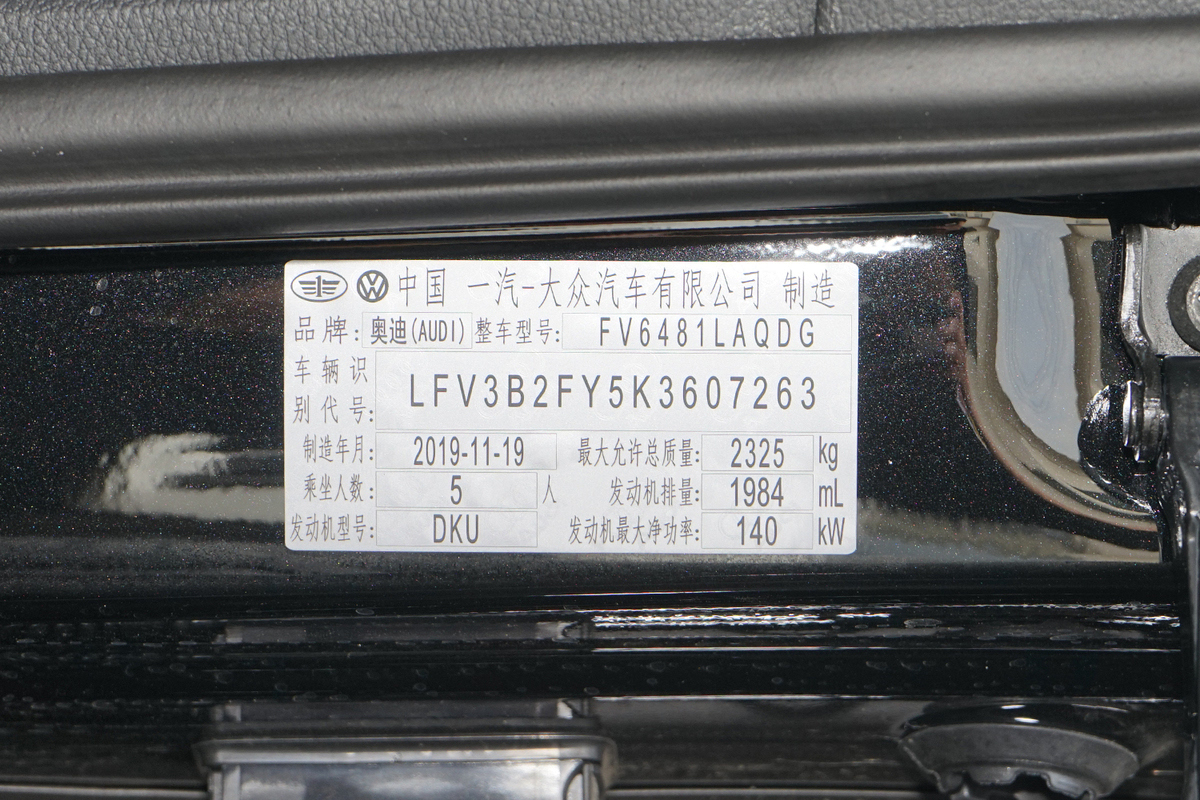 中国 一汽-大众汽车有限公司 制造
品牌: 奥迪(AUDI) 整车型号: FV6481LAQDG
车辆识
别代号: LFV3B2FY5K3607263
制造年月: 2019-11-19 最大允许总质量: 2325 kg
乘坐人数: 5 人 发动机排量: 1984 mL
发动机型号: DKU 发动机最大净功率: 140 kW